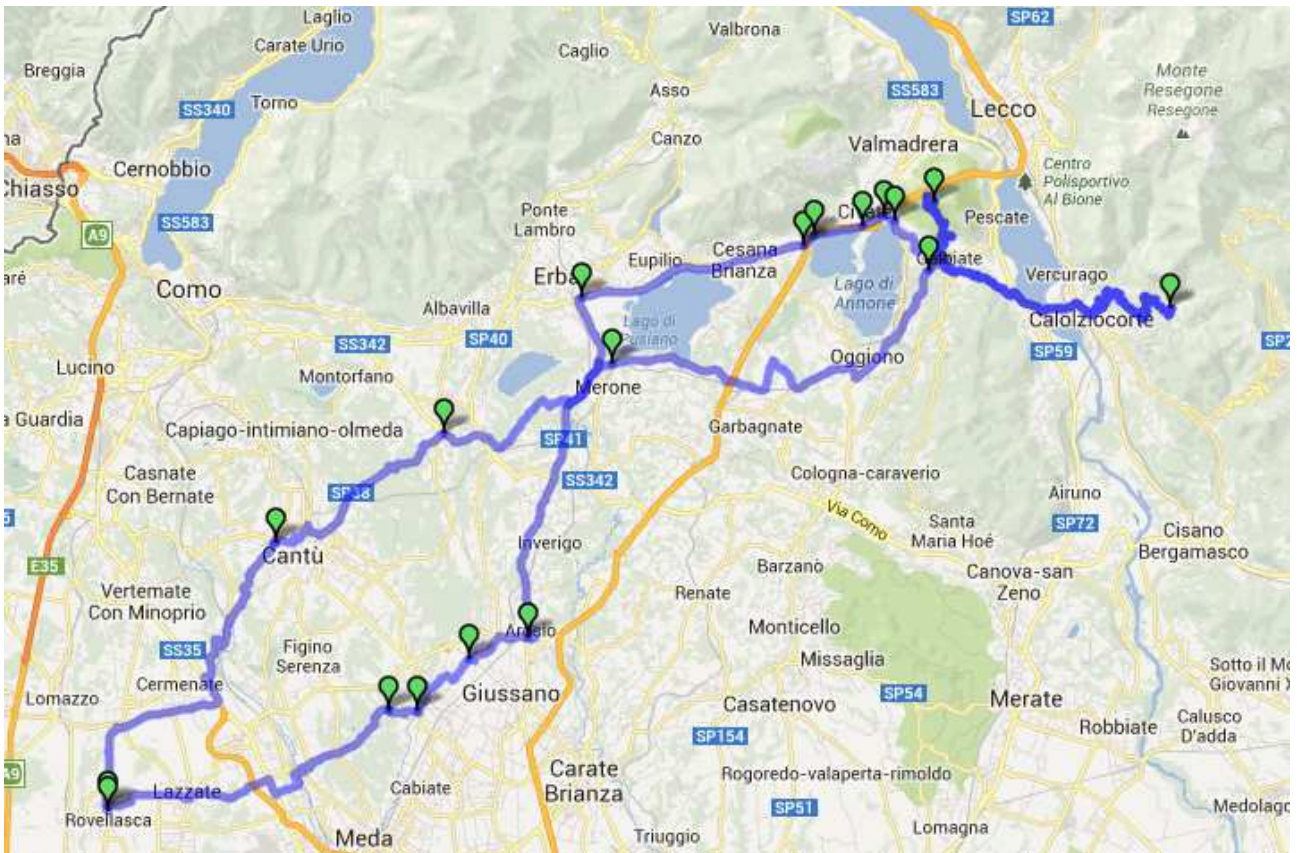 Laglio
SP62
Carate Urio
Valbrona
Caglio
Breggia
Monte
Resegone
Resegone
Asso
SS583
SS340
Torno
Lecco
Canzo
Valmadrera
Cernobbio
Centro
Polisportivo
Al Bione
Chiasso
Ponte
Lambro
Pescate
SS583
A9
Cesana
Brianza
Eupilio
Vercurago
Erba
Como
Lago di
Annone
Albavilla
Calolziocorte
Lago di
Pusiano
SP40
SS342
SP59
Oggiono
Lucino
Montorfano
Merone
a Guardia
Capiago-intimiano-olmeda
Garbagnate
SP41
Casnate
Con Bernate
Cologna-caraverio
SS342
SP38
Airuno
Via Como
Santa
Maria Hoé
SP72
Cisano
Bergamasco
Cantù
Inverigo
E35
Barzanò
Canova-san
Zeno
Vertemate
Con Minoprio
Renate
Monticello
Arosio
SS35
Figino
Serenza
Missaglia
Sotto il M
Giovanni X
Cermenate
Lomazzo
Giussano
SP54
Merate
Casatenovo
Robbiate
Calusco
D'adda
SP154
Carate
Brianza
Rogoredo-valaperta-rimoldo
A9
Lazzate
Cabiate
SP51
Medolago
Rovellasca
Lomagna
Meda
Triuggio